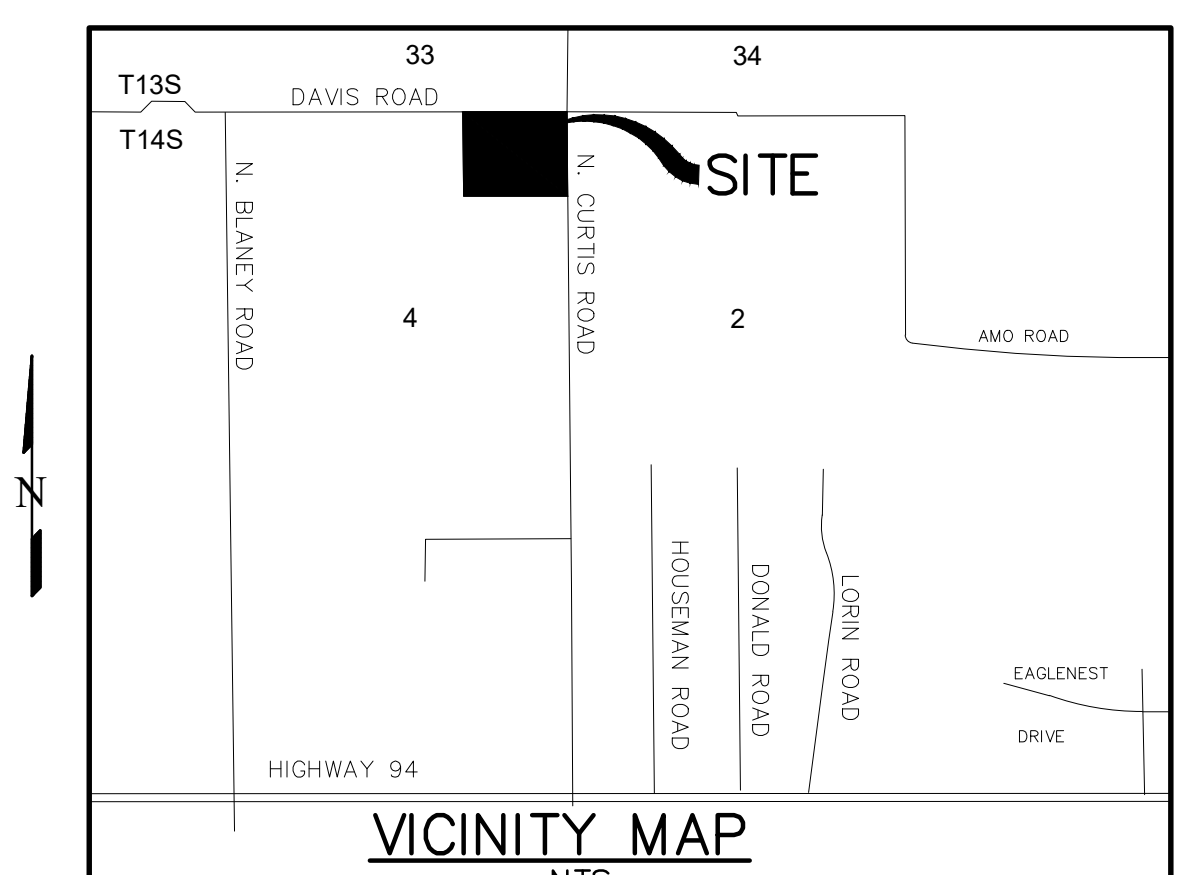 33
34
T13S
DAVIS ROAD
T14S
SITE
N. BLANEY ROAD
N. CURTIS ROAD
4
2
AMO ROAD
N
HOUSEMAN ROAD
DONALD ROAD
LORIN ROAD
EAGLENEST
DRIVE
HIGHWAY 94
VICINITY MAP
NTS